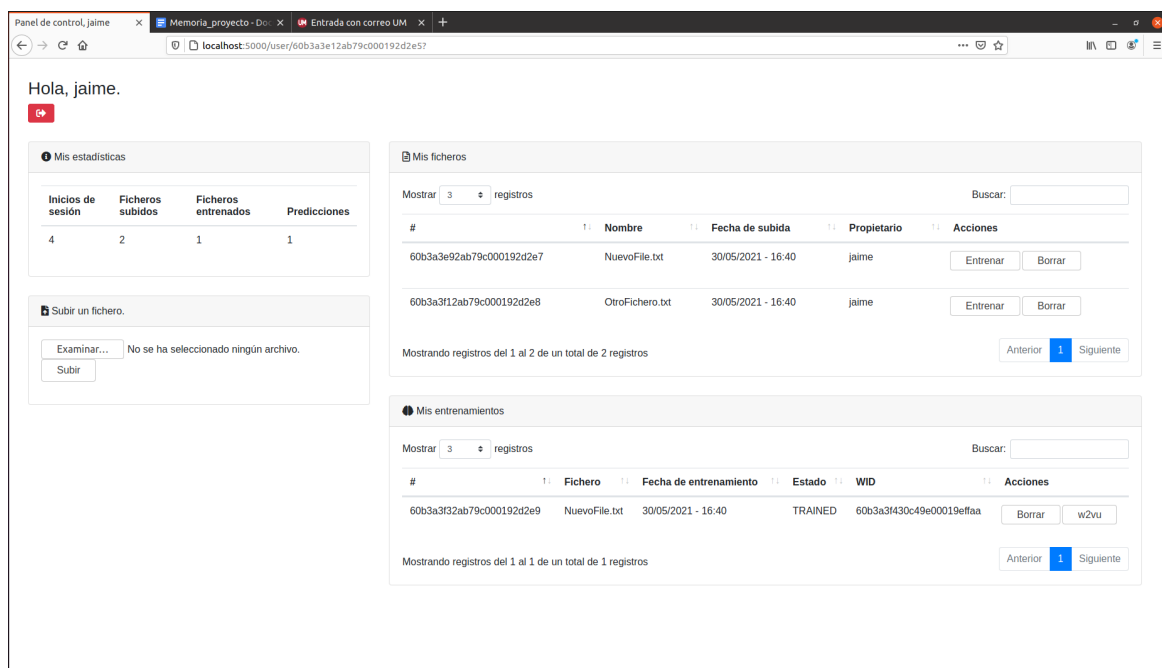 Panel de control, jaime
Memoria_proyecto - Doc
UM Entrada con correo UM
localhost:5000/user/60b3a3e12ab79c000192d2e5?
Hola, jaime.
Mis estadísticas
Inicios de sesión Ficheros subidos Ficheros entrenados Predicciones
4 2 1 1
Subir un fichero.
Examinar... No se ha seleccionado ningún archivo.
Subir
Mis ficheros
Mostrar 3 registros Buscar:
# Nombre Fecha de subida Propietario Acciones
60b3a3e92ab79c000192d2e7 NuevoFile.txt 30/05/2021 - 16:40 jaime Entrenar Borrar
60b3a3f12ab79c000192d2e8 OtroFichero.txt 30/05/2021 - 16:40 jaime Entrenar Borrar
Mostrando registros del 1 al 2 de un total de 2 registros Anterior 1 Siguiente
Mis entrenamientos
Mostrar 3 registros Buscar:
# Fichero Fecha de entrenamiento Estado WID Acciones
60b3a3f32ab79c000192d2e9 NuevoFile.txt 30/05/2021 - 16:40 TRAINED 60b3a3f430c49e00019effaa Borrar w2vu
Mostrando registros del 1 al 1 de un total de 1 registros Anterior 1 Siguiente